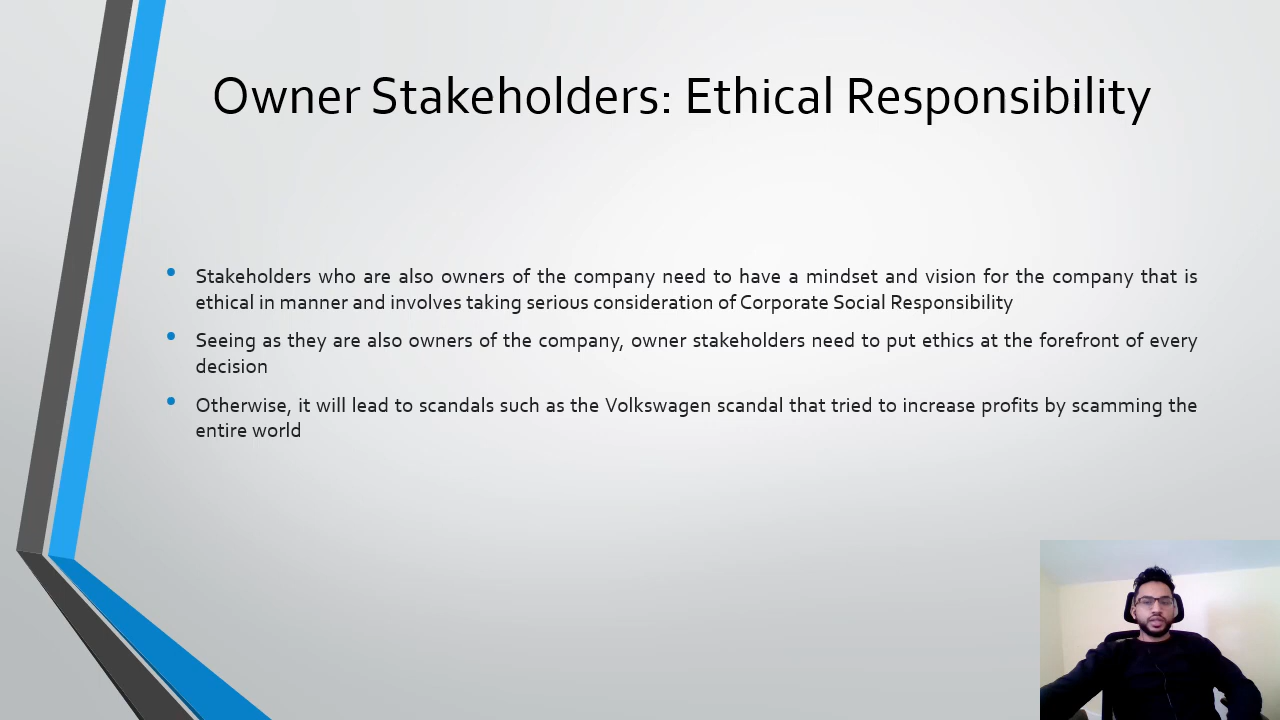 Owner Stakeholders: Ethical Responsibility
• Stakeholders who are also owners of the company need to have a mindset and vision for the company that is
ethical in manner and involves taking serious consideration of Corporate Social Responsibility
• Seeing as they are also owners of the company, owner stakeholders need to put ethics at the forefront of every
decision
• Otherwise, it will lead to scandals such as the Volkswagen scandal that tried to increase profits by scamming the
entire world